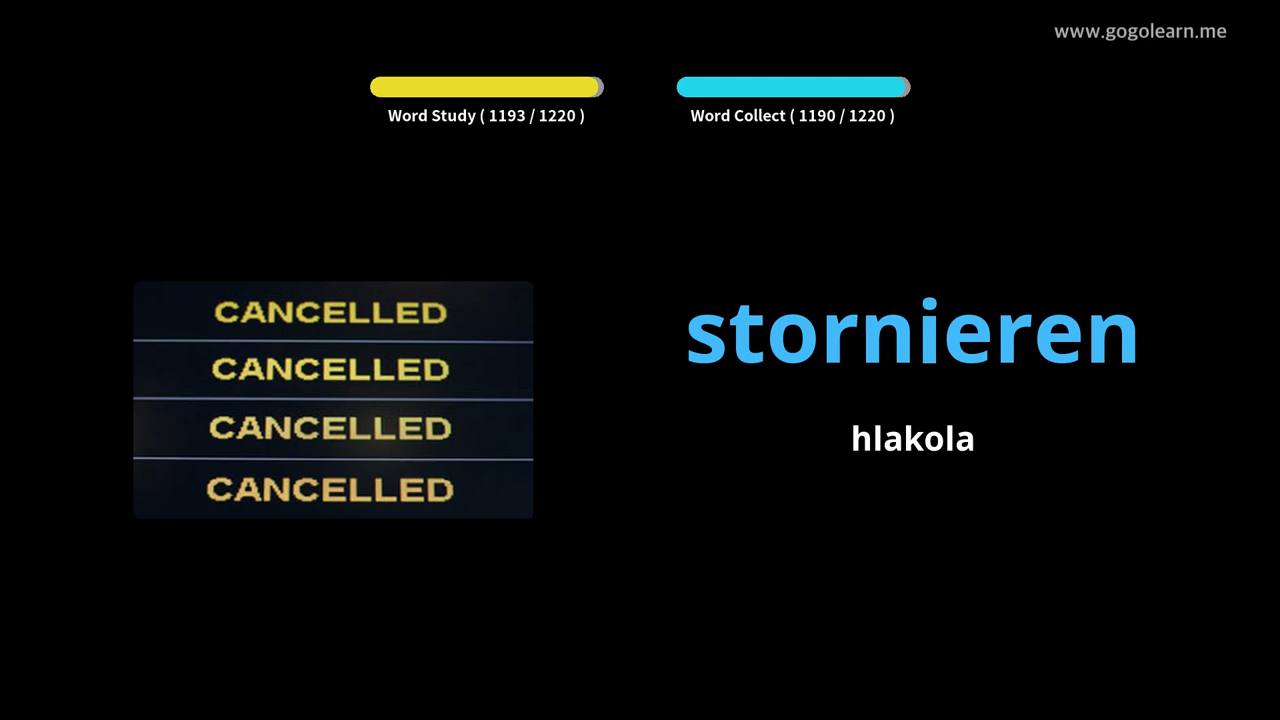 www.gogolearn.me
Word Study ( 1193 / 1220 )
Word Collect ( 1190 / 1220 )
CANCELLED
CANCELLED
CANCELLED
CANCELLED
stornieren
hlakola